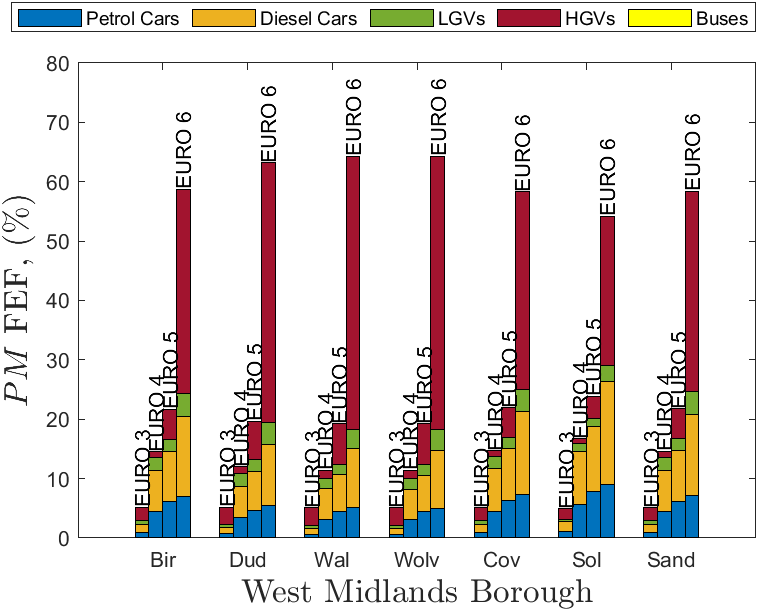 Petrol Cars Diesel Cars LGVs HGVs Buses
80
70
60
50
40
30
20
10
0
PM FEF, (%)
EURO 3 EURO 4 EURO 5 EURO 6
EURO 3 EURO 4 EURO 5 EURO 6
EURO 3 EURO 4 EURO 5 EURO 6
EURO 3 EURO 4 EURO 5 EURO 6
EURO 3 EURO 4 EURO 5 EURO 6
EURO 3 EURO 4 EURO 5 EURO 6
EURO 3 EURO 4 EURO 5 EURO 6
Bir Dud Wal Wolv Cov Sol Sand
West Midlands Borough